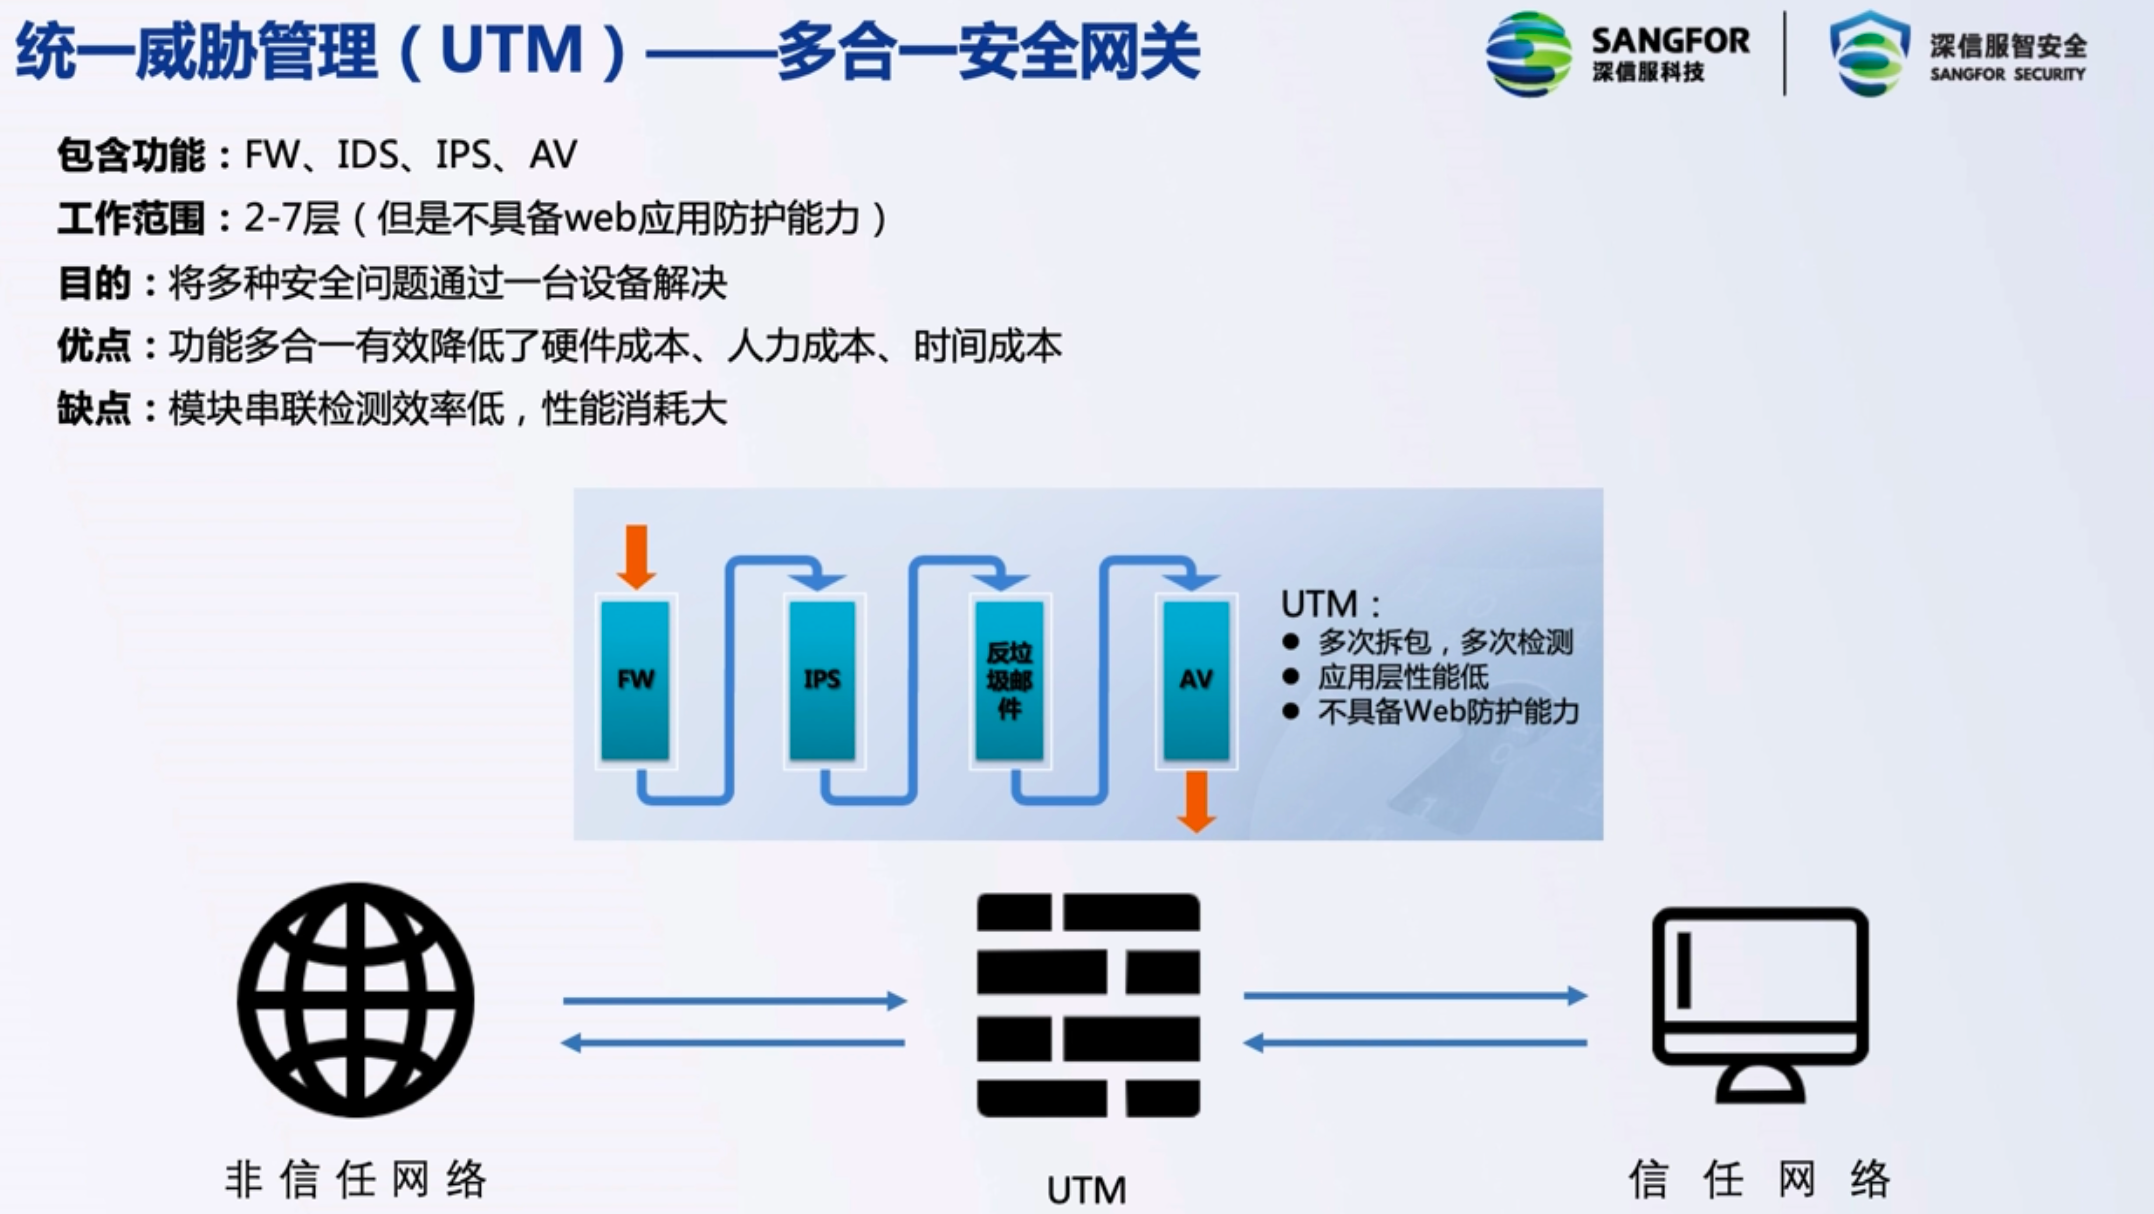 统一威胁管理（UTM）——多合一安全网关
SANGFOR
深信服科技
深信服智安全
SANGFOR SECURITY
包含功能：FW、IDS、IPS、AV
工作范围：2-7层（但是不具备web应用防护能力）
目的：将多种安全问题通过一台设备解决
优点：功能多合一有效降低了硬件成本、人力成本、时间成本
缺点：模块串联检测效率低，性能消耗大
FW
IPS
反垃
圾邮
件
AV
UTM：
● 多次拆包，多次检测
● 应用层性能低
● 不具备Web防护能力
非信任网络
UTM
信任网络